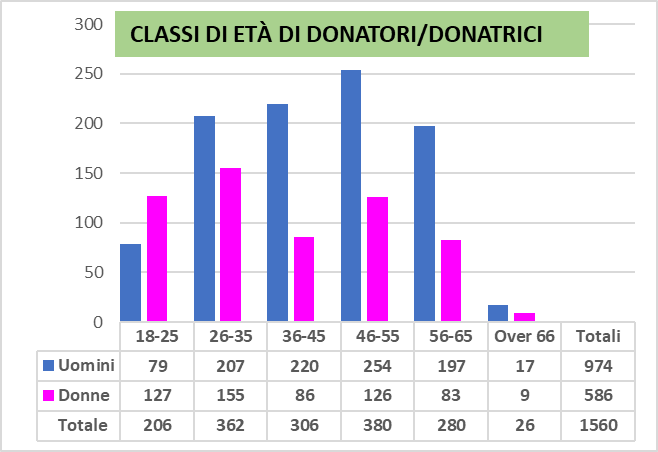 CLASSI DI ETÀ DI DONATORI/DONATRICI
300
250
200
150
100
50
0
18-25 26-35 36-45 46-55 56-65 Over 66 Totali
Uomini 79 207 220 254 197 17 974
Donne 127 155 86 126 83 9 586
Totale 206 362 306 380 280 26 1560